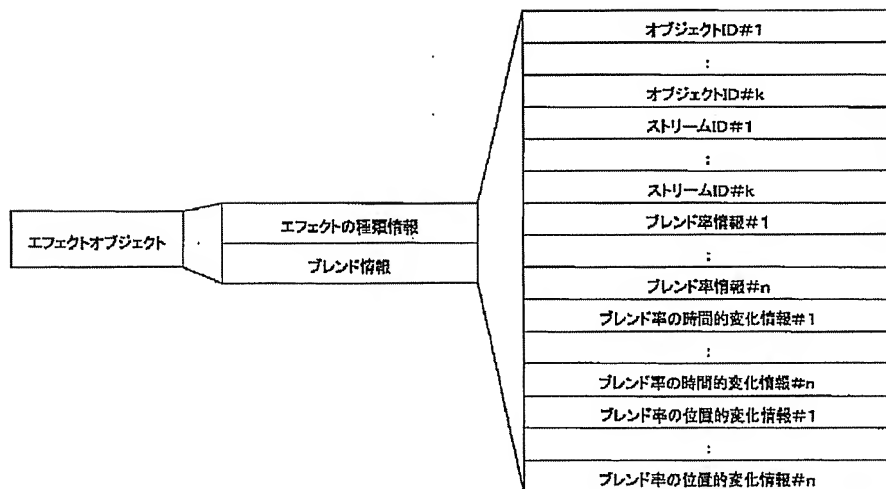 エフェクトオブジェクト
エフェクトの種類情報
ブレンド情報
オブジェクトID#1
:
オブジェクトID#k
ストリームID#1
:
ストリームID#k
ブレンド率情報#1
:
ブレンド率情報#n
ブレンド率の時間的変化情報#1
:
ブレンド率の時間的変化情報#n
ブレンド率の位置的変化情報#1
:
ブレンド率の位置的変化情報#n